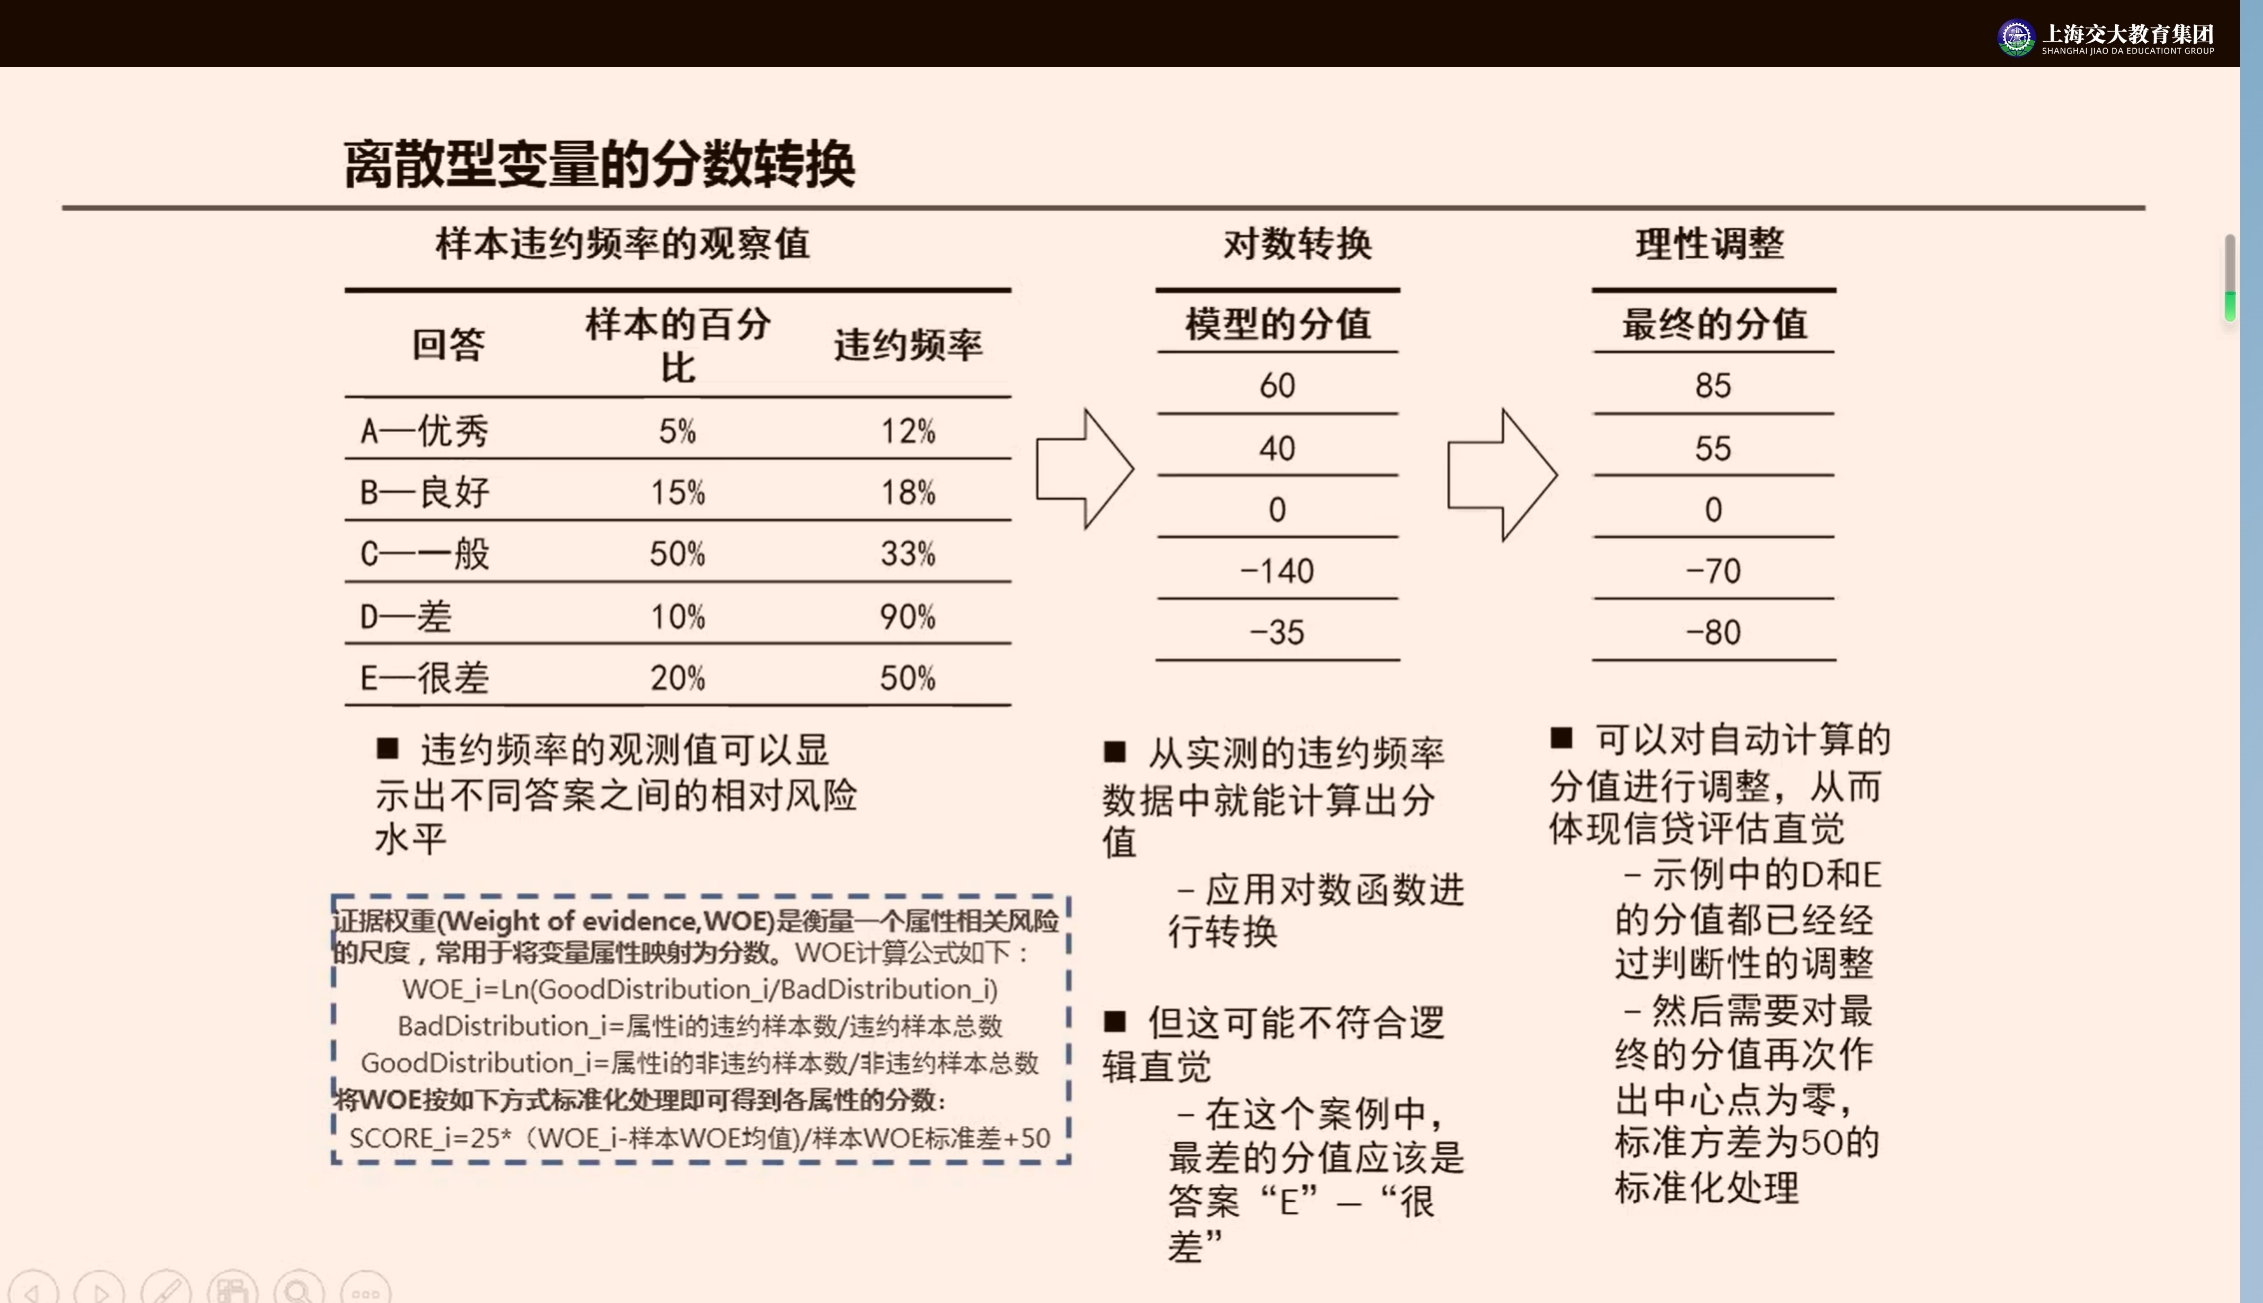 上海交大教育集团
SHANGHAI JIAO DA EDUCATIONT GROUP
离散型变量的分数转换
样本违约频率的观察值
回答 样本的百分比 违约频率
A—优秀 5% 12%
B—良好 15% 18%
C—一般 50% 33%
D—差 10% 90%
E—很差 20% 50%
■ 违约频率的观测值可以显
示出不同答案之间的相对风险
水平
证据权重(Weight of evidence,WOE)是衡量一个属性相关风险
的尺度，常用于将变量属性映射为分数。WOE计算公式如下：
WOE_i=Ln(GoodDistribution_i/BadDistribution_i)
BadDistribution_i=属性i的违约样本数/违约样本总数
GoodDistribution_i=属性i的非违约样本数/非违约样本总数
将WOE按如下方式标准化处理即可得到各属性的分数：
SCORE_i=25*（WOE_i-样本WOE均值)/样本WOE标准差+50
对数转换
模型的分值
60
40
0
-140
-35
■ 从实测的违约频率
数据中就能计算出分
值
－应用对数函数进
行转换
■ 但这可能不符合逻
辑直觉
－在这个案例中，
最差的分值应该是
答案“E”—“很
差”
理性调整
最终的分值
85
55
0
-70
-80
■ 可以对自动计算的
分值进行调整，从而
体现信贷评估直觉
－示例中的D和E
的分值都已经经
过判断性的调整
－然后需要对最
终的分值再次作
出中心点为零，
标准方差为50的
标准化处理